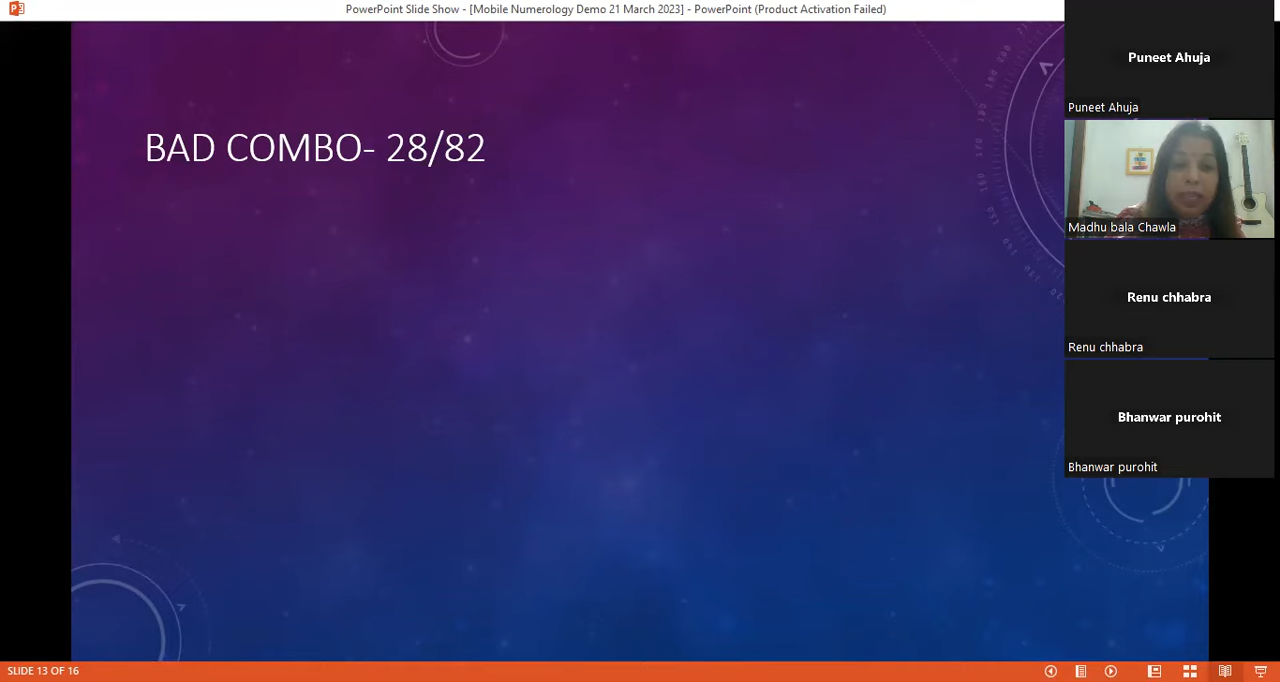 PowerPoint Slide Show - [Mobile Numerology Demo 21 March 2023] - PowerPoint (Product Activation Failed)
BAD COMBO- 28/82
Puneet Ahuja
Puneet Ahuja
Madhu bala Chawla
Renu chhabra
Renu chhabra
Bhanwar purohit
Bhanwar purohit
SLIDE 13 OF 16